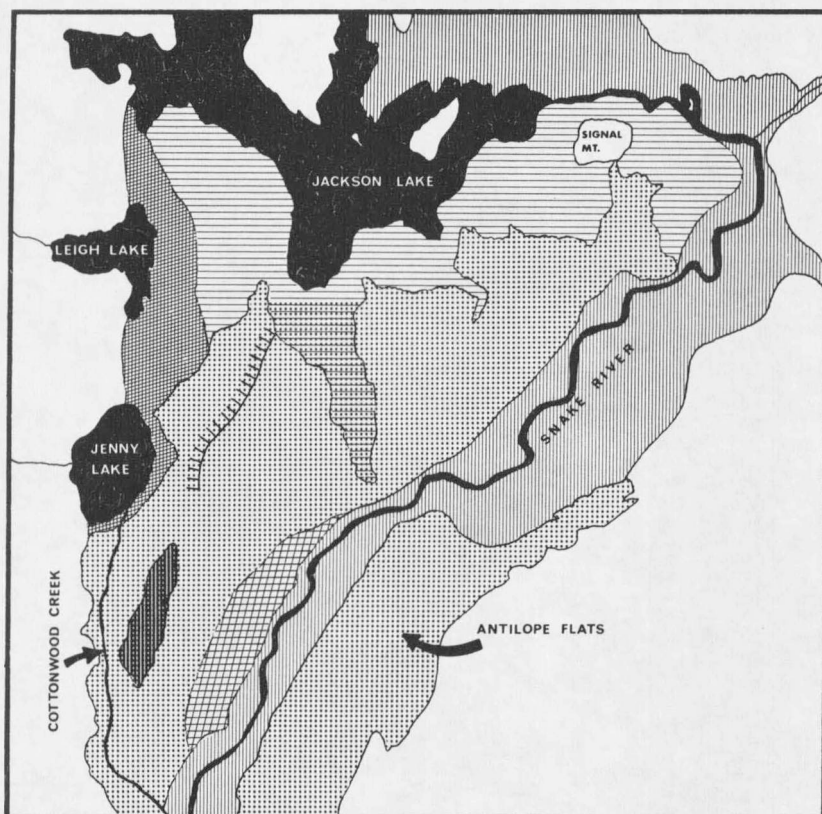 SIGNAL
MT.
JACKSON LAKE
LEIGH LAKE
SNAKE RIVER
JENNY
LAKE
COTTONWOOD CREEK
ANTILOPE FLATS